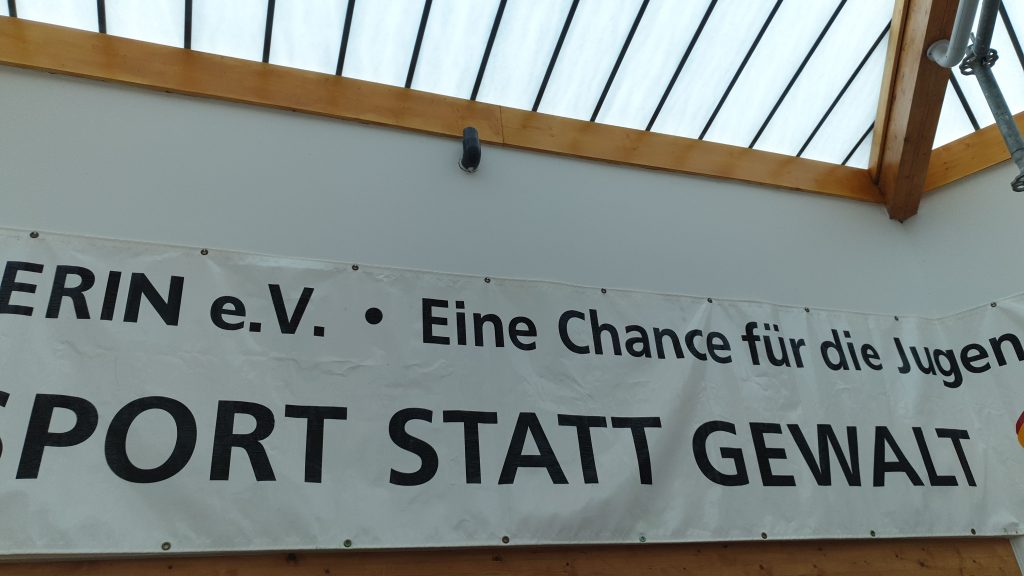 ERIN e.V. • Eine Chance für die Jugen
SPORT STATT GEWALT